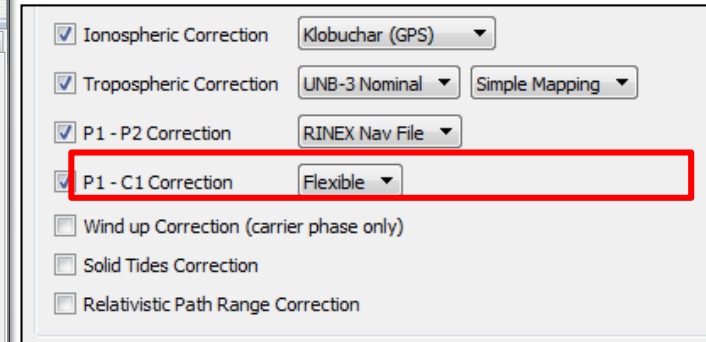 Ionospheric Correction Klobuchar (GPS)
Tropospheric Correction UNB-3 Nominal Simple Mapping
P1 - P2 Correction RINEX Nav File
P1 - C1 Correction Flexible
Wind up Correction (carrier phase only)
Solid Tides Correction
Relativistic Path Range Correction